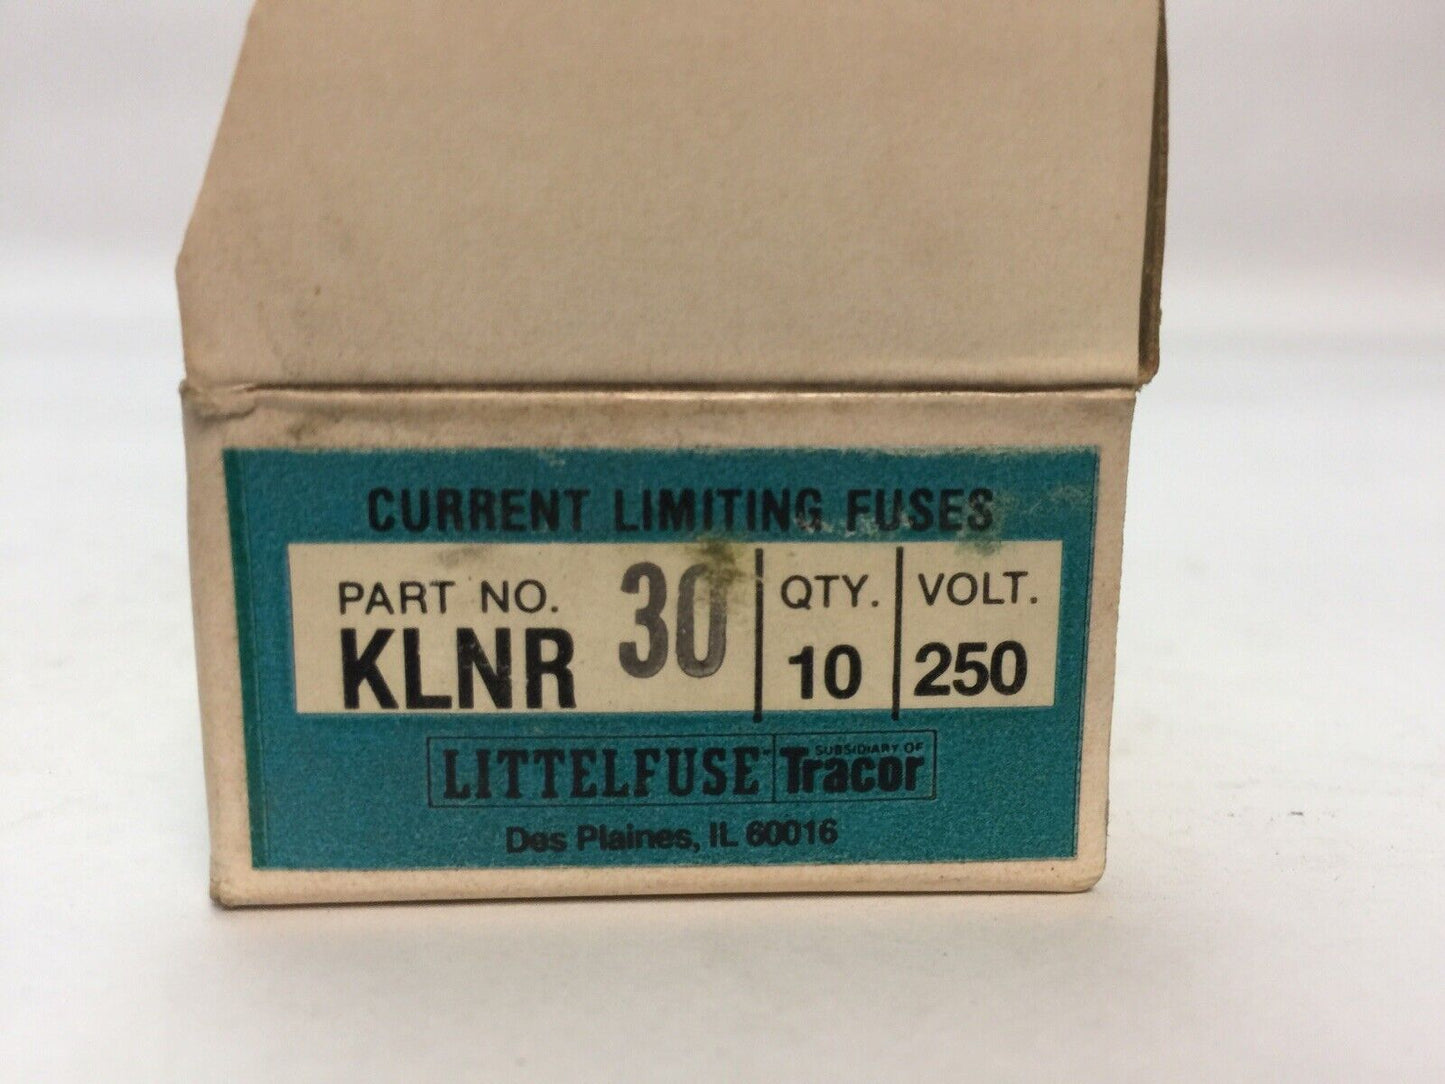 CURRENT LIMITING FUSES
PART NO. QTY. VOLT.
KLNR 30 10 250
LITTELFUSE SUBSIDIARY OF Tracor
Des Plaines, IL 60016